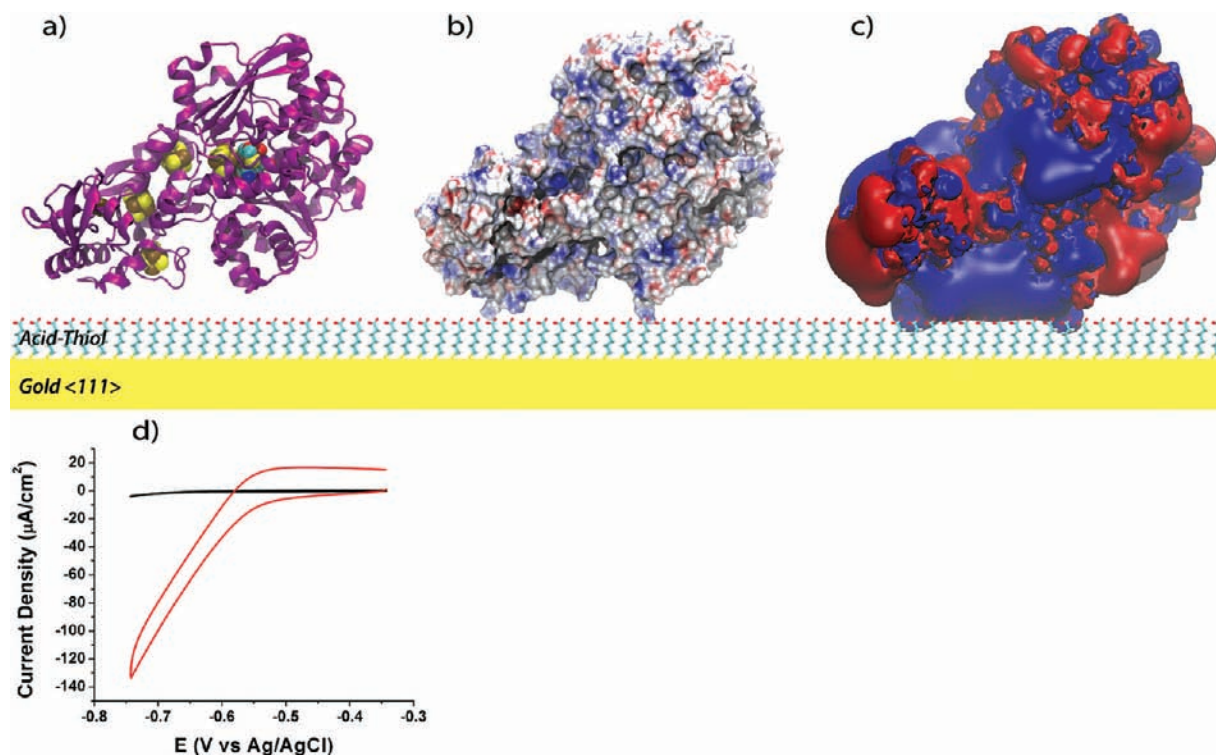 a)
b)
c)
Acid-Thiol
Gold <111>
d)
Current Density (μA/cm²)
20
0
-20
-40
-60
-80
-100
-120
-140
-0.8 -0.7 -0.6 -0.5 -0.4 -0.3
E (V vs Ag/AgCl)